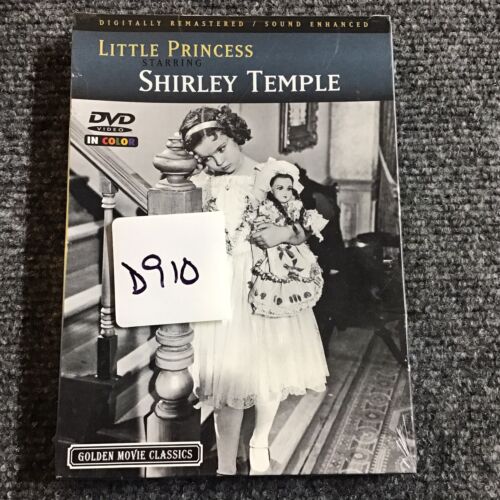 DIGITALLY REMASTERED / SOUND ENHANCED
LITTLE PRINCESS
STARRING
SHIRLEY TEMPLE
DVD
VIDEO
IN COLOR
D910
GOLDEN MOVIE CLASSICS